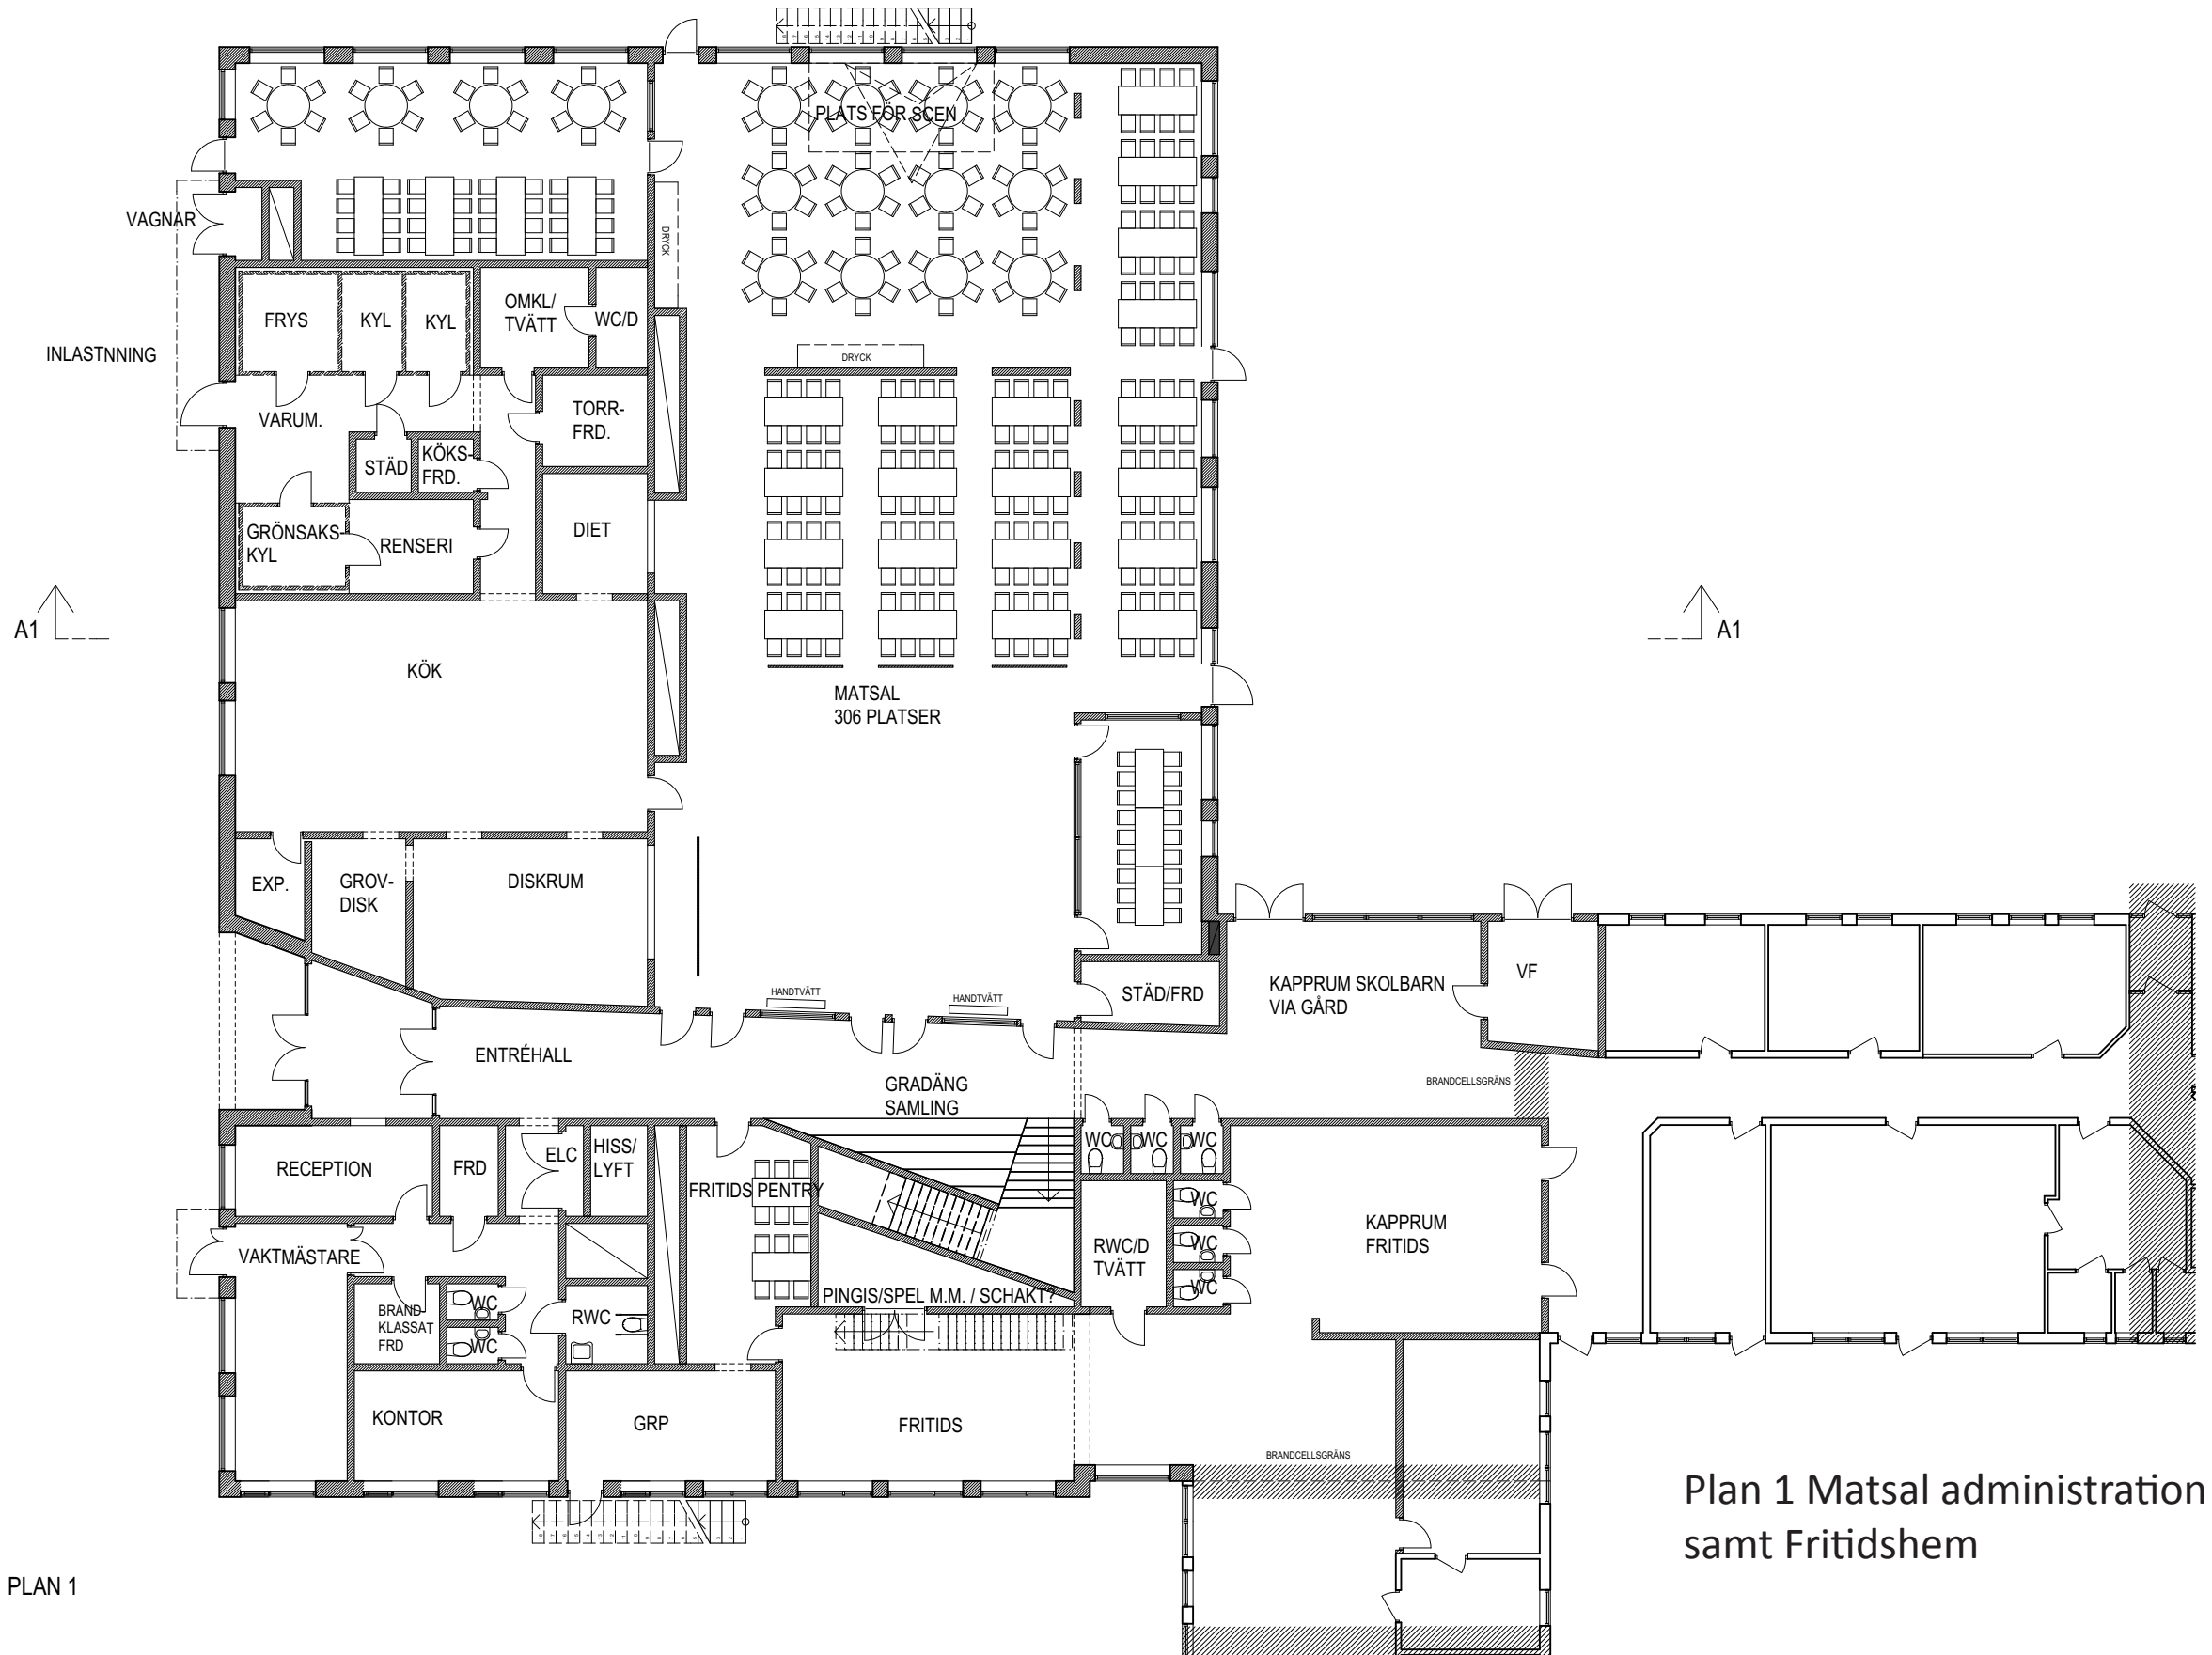 PLATS FÖR SCEN
VAGNAR
DRYCK
INLASTNNING
FRYS
KYL
KYL
OMKL/
TVÄTT
WC/D
DRYCK
VARUM.
STÄD
KÖKS-
FRD.
TORR-
FRD.
GRÖNSAKS-
KYL
RENSERI
DIET
A1
A1
KÖK
MATSAL
306 PLATSER
EXP.
GROV-
DISK
DISKRUM
HANDTVÄTT
HANDTVÄTT
STÄD/FRD
KAPPRUM SKOLBARN
VIA GÅRD
VF
ENTRÉHALL
GRADÄNG
SAMLING
BRANDCELLSGRÄNS
RECEPTION
FRD
ELC
HISS/
LYFT
FRITIDS PENTRY
WC
WC
WC
WC
WC
WC
RWC/D
TVÄTT
KAPPRUM
FRITIDS
VAKTMÄSTARE
BRAND
KLASSAT
FRD
WC
WC
RWC
PINGIS/SPEL M.M. / SCHAKT?
KONTOR
GRP
FRITIDS
BRANDCELLSGRÄNS
Plan 1 Matsal administration
samt Fritidshem
PLAN 1